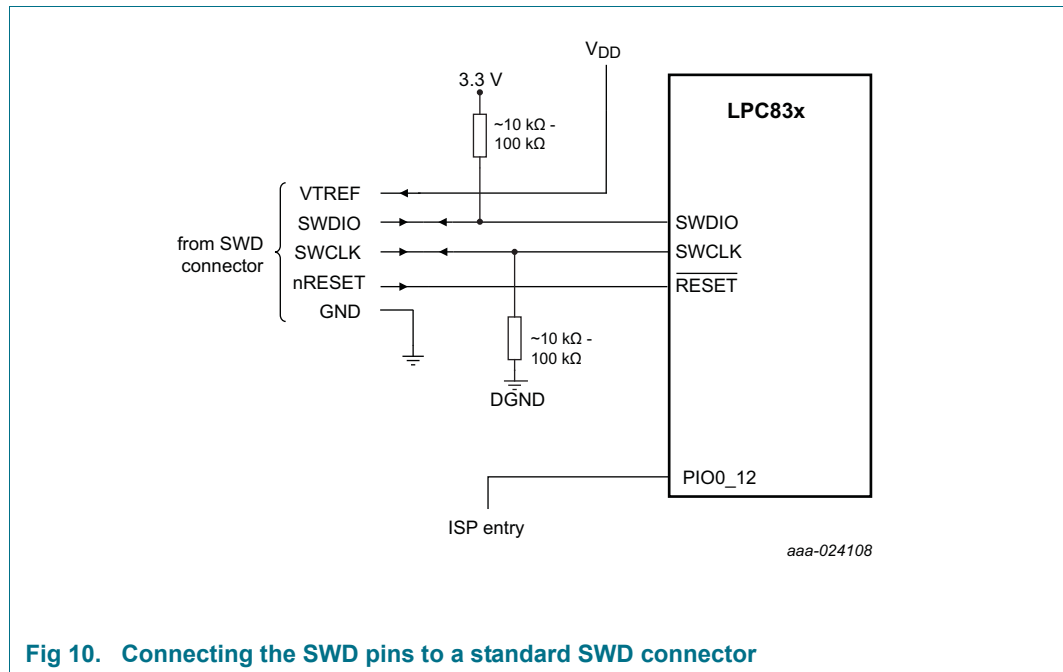 VDD
3.3 V
~10 kΩ -
100 kΩ
LPC83x
from SWD
connector
VTREF
SWDIO
SWCLK
nRESET
GND
SWDIO
SWCLK
RESET
~10 kΩ -
100 kΩ
DGND
PIO0_12
ISP entry
aaa-024108
Fig 10. Connecting the SWD pins to a standard SWD connector